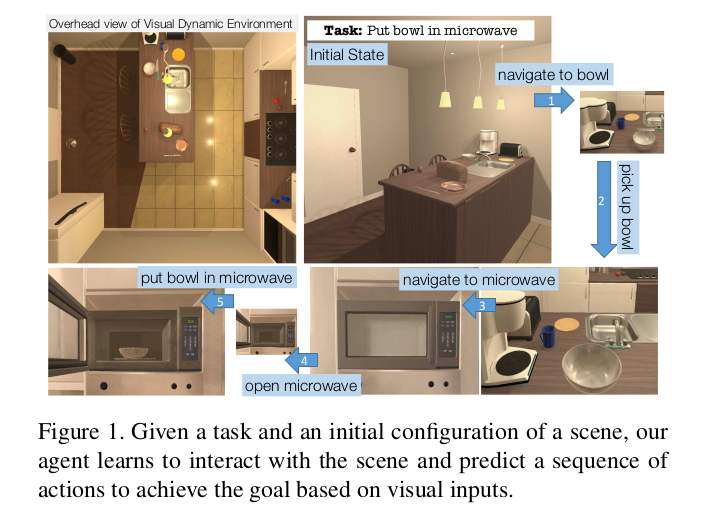 Overhead view of Visual Dynamic Environment
Task: Put bowl in microwave
Initial State
navigate to bowl
1
2
pick up bowl
put bowl in microwave
navigate to microwave
5
3
4
open microwave
Figure 1. Given a task and an initial configuration of a scene, our
agent learns to interact with the scene and predict a sequence of
actions to achieve the goal based on visual inputs.